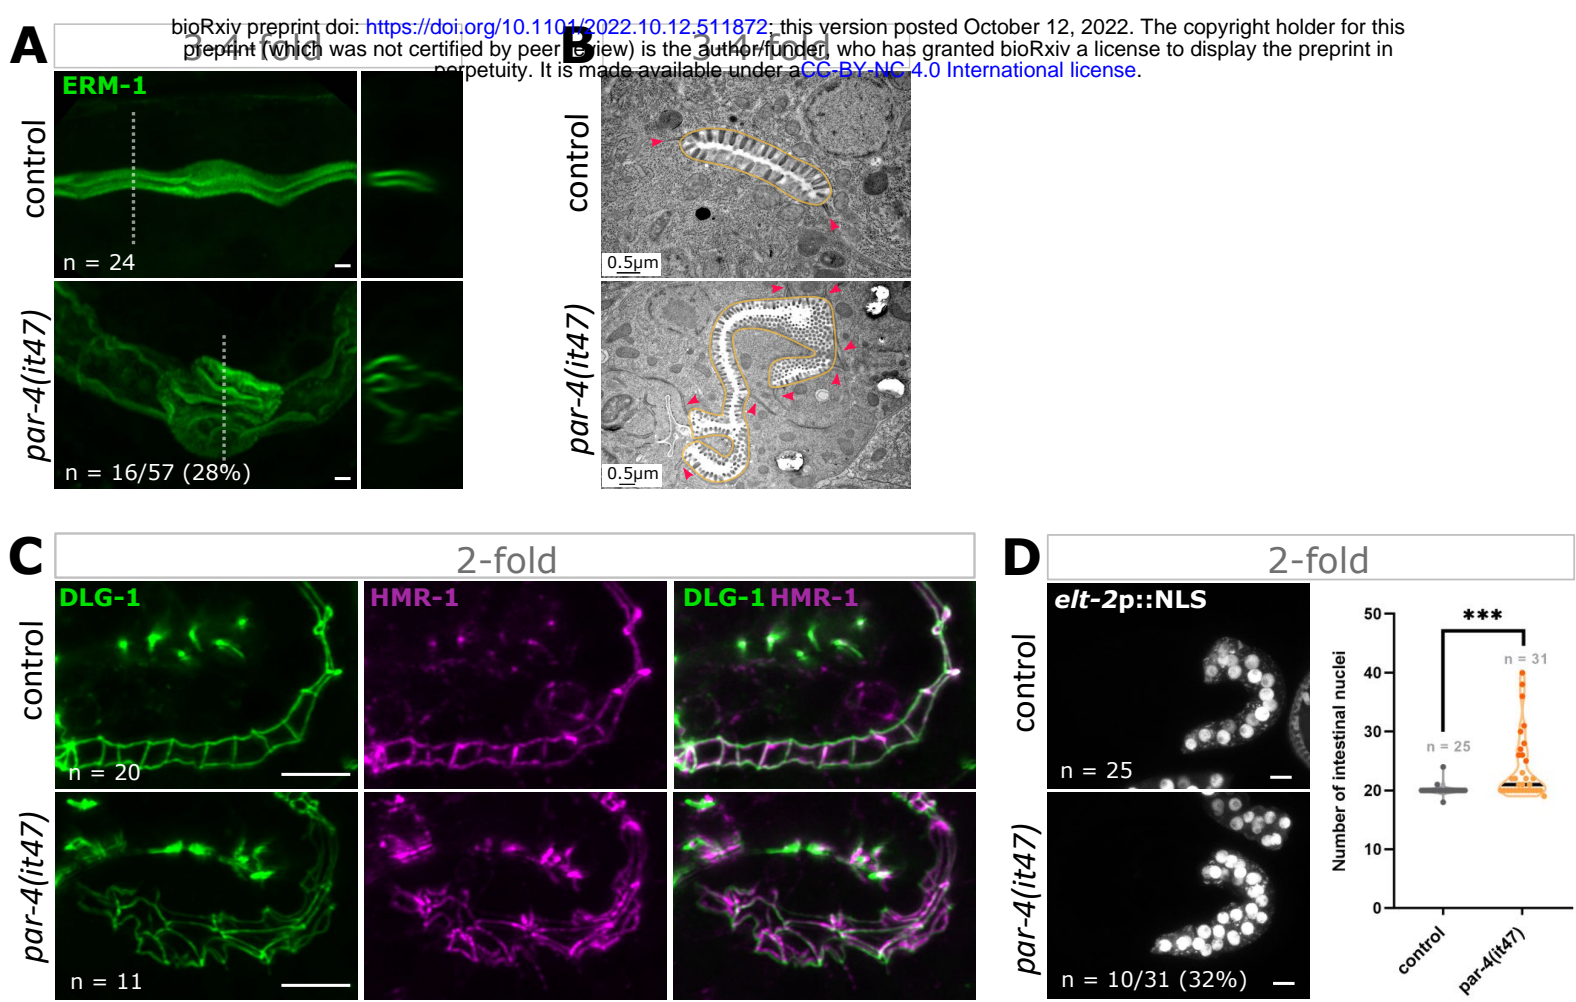 bioRxiv preprint doi: https://doi.org/10.1101/2022.10.12.511872; this version posted October 12, 2022. The copyright holder for this
preprint (which was not certified by peer review) is the author/funder, who has granted bioRxiv a license to display the preprint in
perpetuity. It is made available under aCC-BY-NC 4.0 International license.
A
3-4-fold
ERM-1
control
n = 24
par-4(it47)
n = 16/57 (28%)
B
3-4-fold
control
0.5µm
par-4(it47)
0.5µm
C
2-fold
DLG-1
HMR-1
DLG-1 HMR-1
control
n = 20
par-4(it47)
n = 11
D
2-fold
elt-2p::NLS
control
n = 25
par-4(it47)
n = 10/31 (32%)
Number of intestinal nuclei
50
40
30
20
10
0
***
n = 31
n = 25
control
par-4(it47)